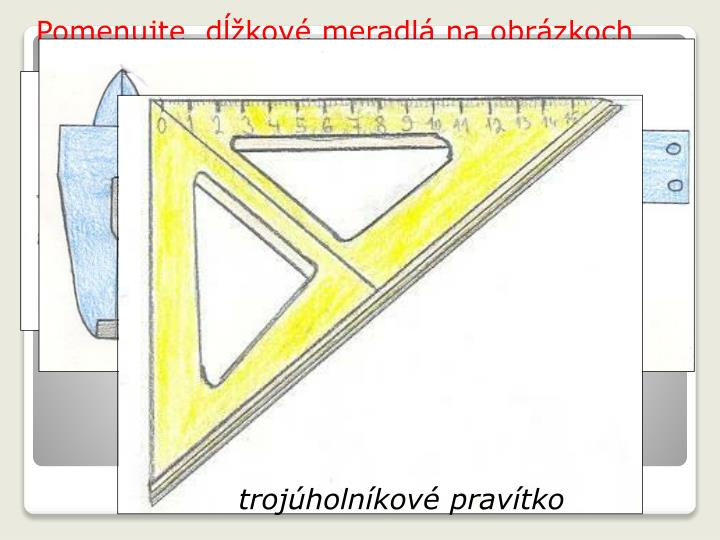 Pomenujte dĺžkové meradlá na obrázkoch
0 1 2 3 4 5 6 7 8 9 10 11 12 13 14 15
trojúholníkové pravítko